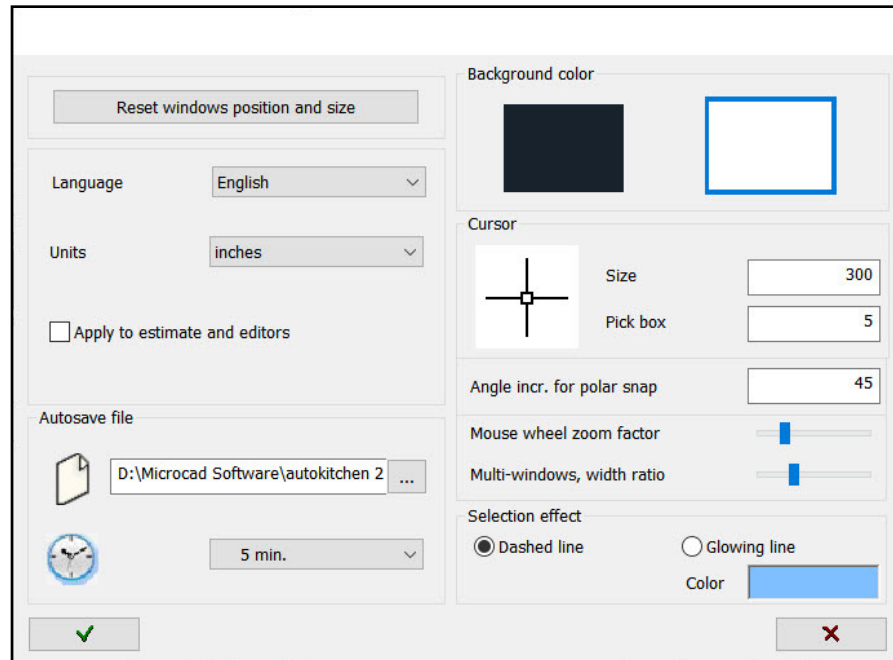 Reset windows position and size
Language
English
Units
inches
Apply to estimate and editors
Autosave file
D:\Microcad Software\autokitchen 2
...
5 min.
Background color
Cursor
Size
300
Pick box
5
Angle incr. for polar snap
45
Mouse wheel zoom factor
Multi-windows, width ratio
Selection effect
Dashed line
Glowing line
Color